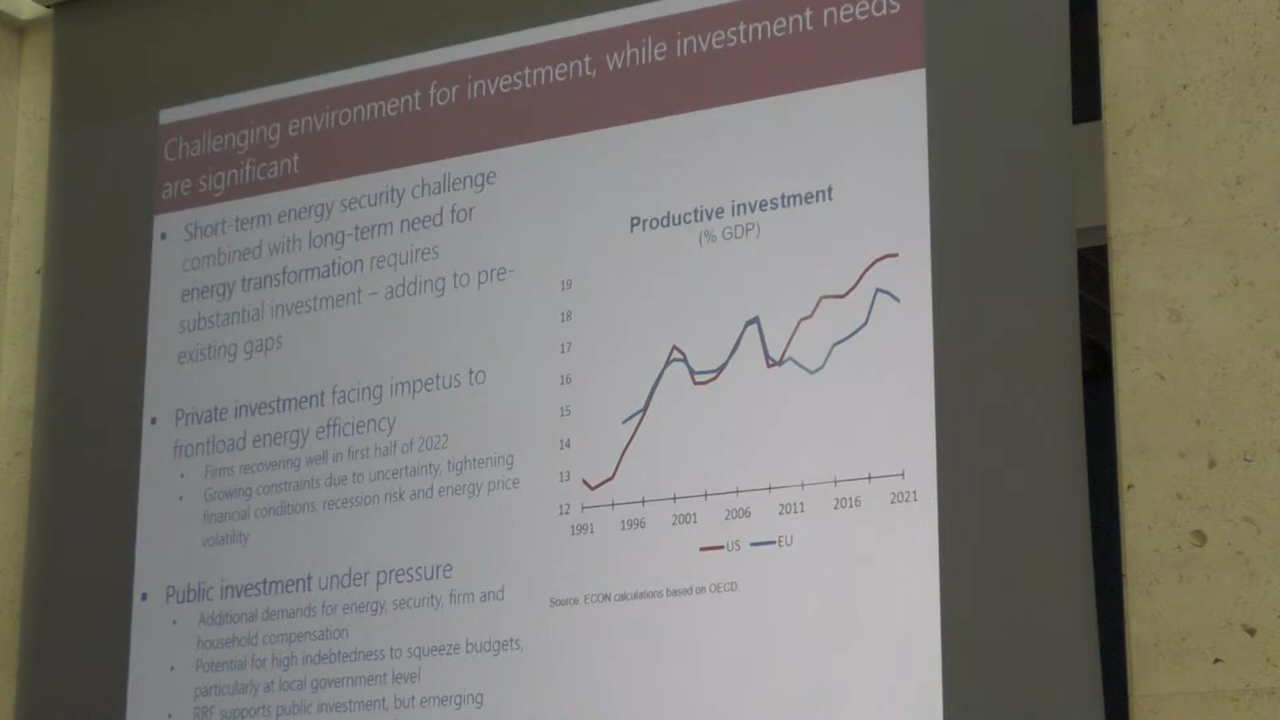 Challenging environment for investment, while investment needs
are significant
▪ Short-term energy security challenge
combined with long-term need for
energy transformation requires
substantial investment – adding to pre-
existing gaps
▪ Private investment facing impetus to
frontload energy efficiency
• Firms recovering well in first half of 2022
• Growing constraints due to uncertainty, tightening
financial conditions, recession risk and energy price
volatility
▪ Public investment under pressure
• Additional demands for energy, security, firm and
household compensation
• Potential for high indebtedness to squeeze budgets,
particularly at local government level
• RRF supports public investment, but emerging
Productive investment
(% GDP)
19
18
17
16
15
14
13
12
1991 1996 2001 2006 2011 2016 2021
US EU
Source: ECON calculations based on OECD.